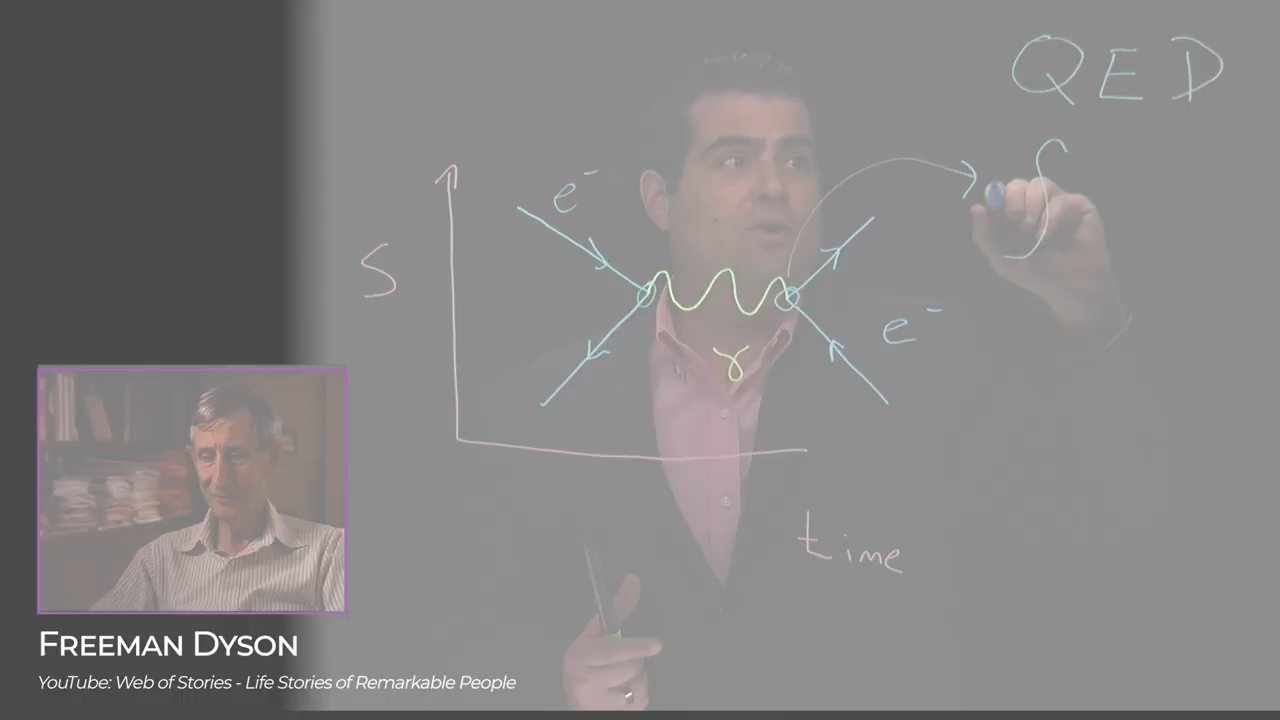 QED
e⁻
∫
S
e⁻
γ
time
FREEMAN DYSON
YouTube: Web of Stories - Life Stories of Remarkable People